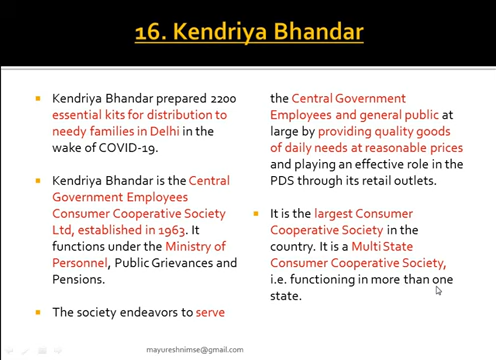 16. Kendriya Bhandar
Kendriya Bhandar prepared 2200
essential kits for distribution to
needy families in Delhi in the
wake of COVID-19.
Kendriya Bhandar is the Central
Government Employees
Consumer Cooperative Society
Ltd, established in 1963. It
functions under the Ministry of
Personnel, Public Grievances and
Pensions.
The society endeavors to serve
the Central Government
Employees and general public at
large by providing quality goods
of daily needs at reasonable prices
and playing an effective role in the
PDS through its retail outlets.
It is the largest Consumer
Cooperative Society in the
country. It is a Multi State
Consumer Cooperative Society,
i.e. functioning in more than one
state.
mayureshnimse@gmail.com